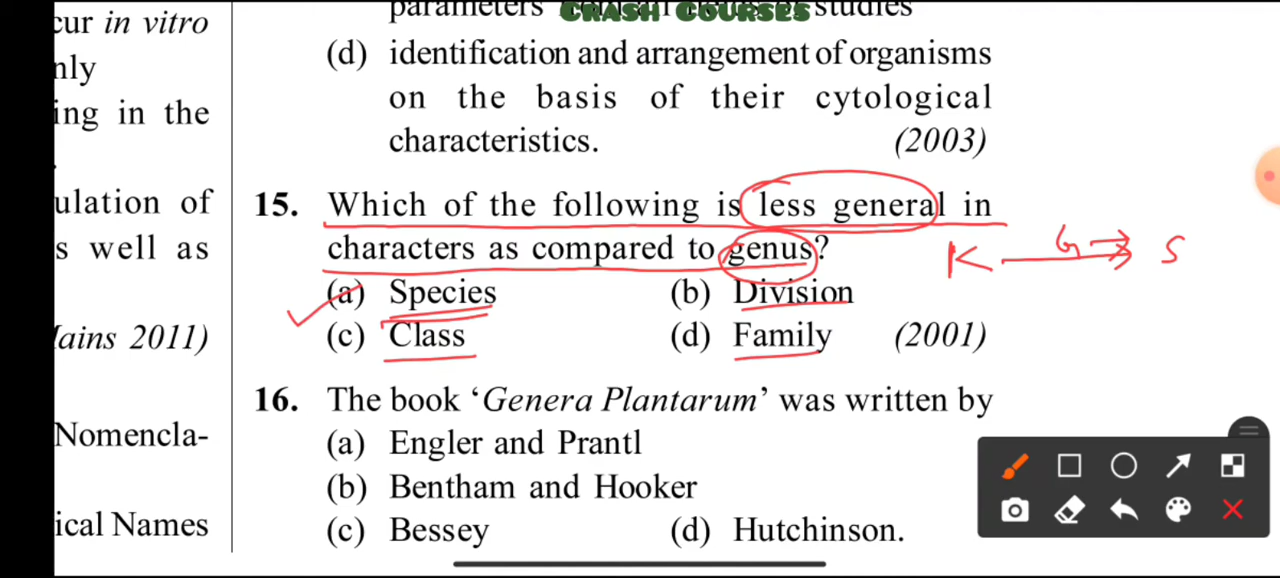 parameters
CRASH COURSES
studies
cur in vitro
nly
ing in the
ulation of
s well as
ains 2011)
Nomencla-
ical Names
(d) identification and arrangement of organisms
on the basis of their cytological
characteristics. (2003)
15. Which of the following is less general in
characters as compared to genus?
(a) Species (b) Division
(c) Class (d) Family (2001)
K G S
16. The book ‘Genera Plantarum’ was written by
(a) Engler and Prantl
(b) Bentham and Hooker
(c) Bessey (d) Hutchinson.